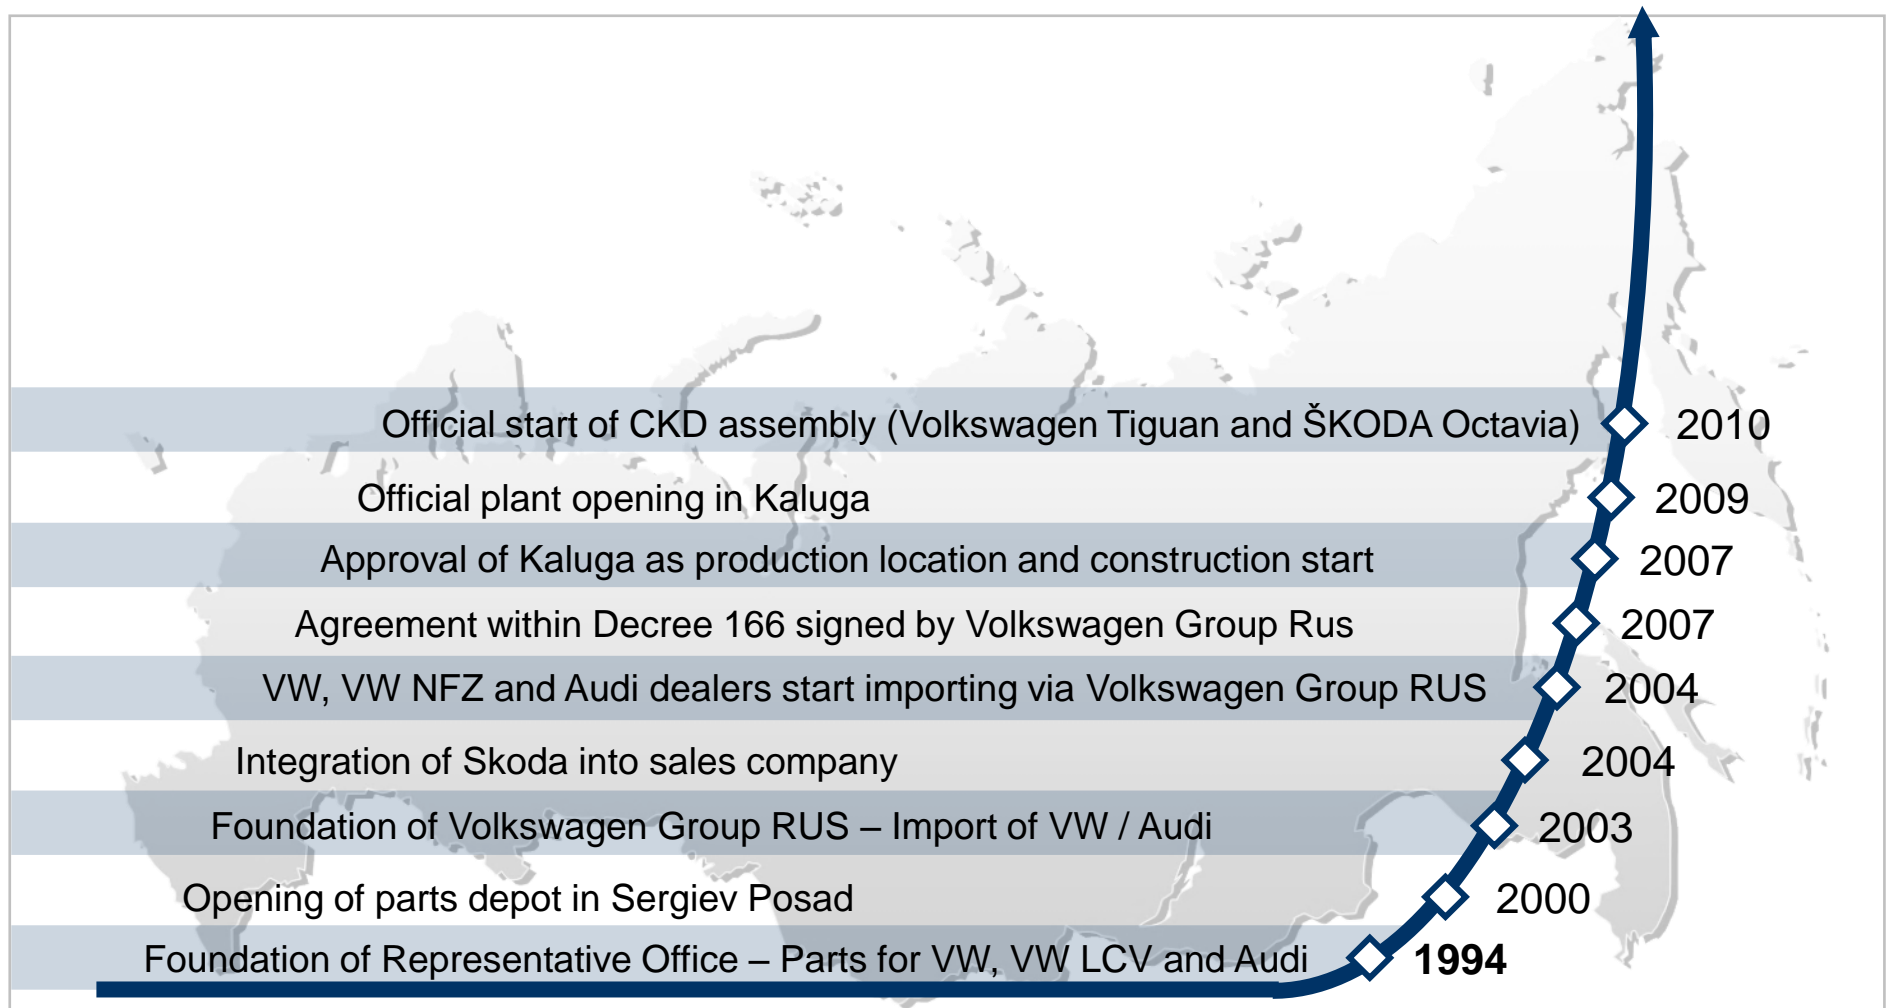 Official start of CKD assembly (Volkswagen Tiguan and ŠKODA Octavia) 2010
Official plant opening in Kaluga 2009
Approval of Kaluga as production location and construction start 2007
Agreement within Decree 166 signed by Volkswagen Group Rus 2007
VW, VW NFZ and Audi dealers start importing via Volkswagen Group RUS 2004
Integration of Skoda into sales company 2004
Foundation of Volkswagen Group RUS – Import of VW / Audi 2003
Opening of parts depot in Sergiev Posad 2000
Foundation of Representative Office – Parts for VW, VW LCV and Audi 1994